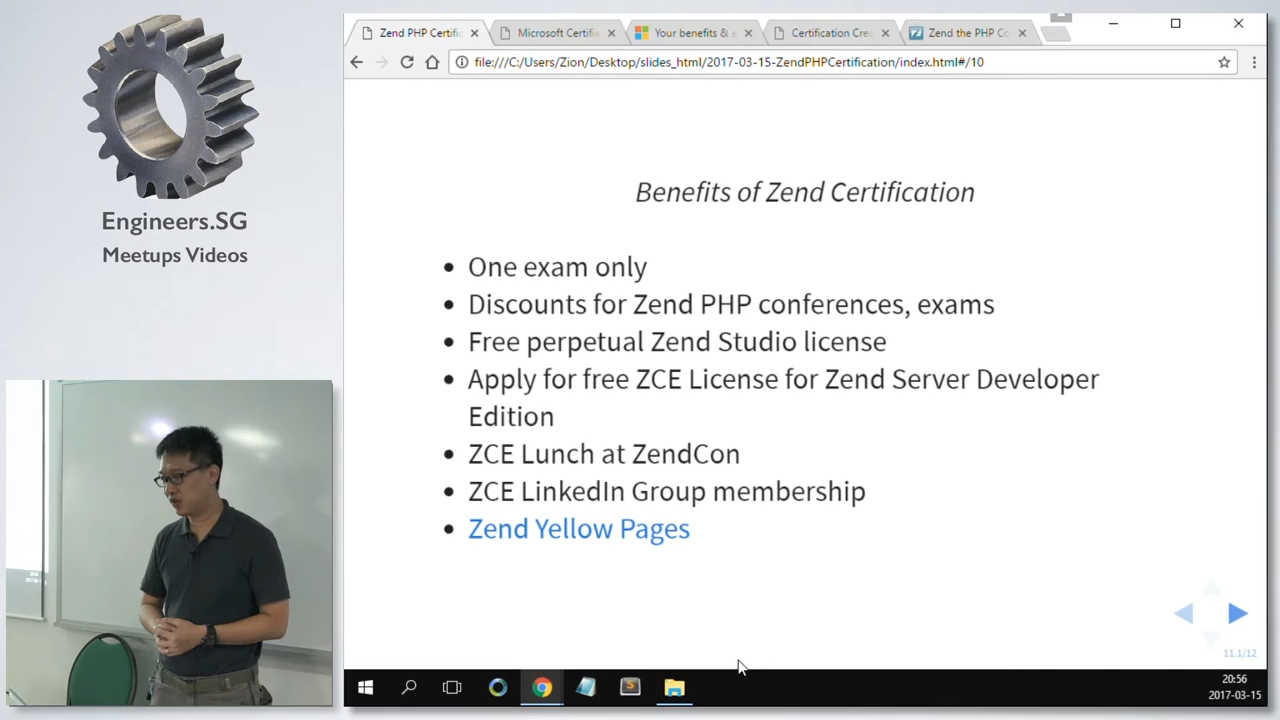 Engineers.SG
Meetups Videos
Zend PHP Certific
Microsoft Certifie
Your benefits & e
Certification Cred
Zend the PHP Co
file:///C:/Users/Zion/Desktop/slides_html/2017-03-15-ZendPHPCertification/index.html#/10
Benefits of Zend Certification
One exam only
Discounts for Zend PHP conferences, exams
Free perpetual Zend Studio license
Apply for free ZCE License for Zend Server Developer
Edition
ZCE Lunch at ZendCon
ZCE LinkedIn Group membership
Zend Yellow Pages
11.1/12
20:56
2017-03-15